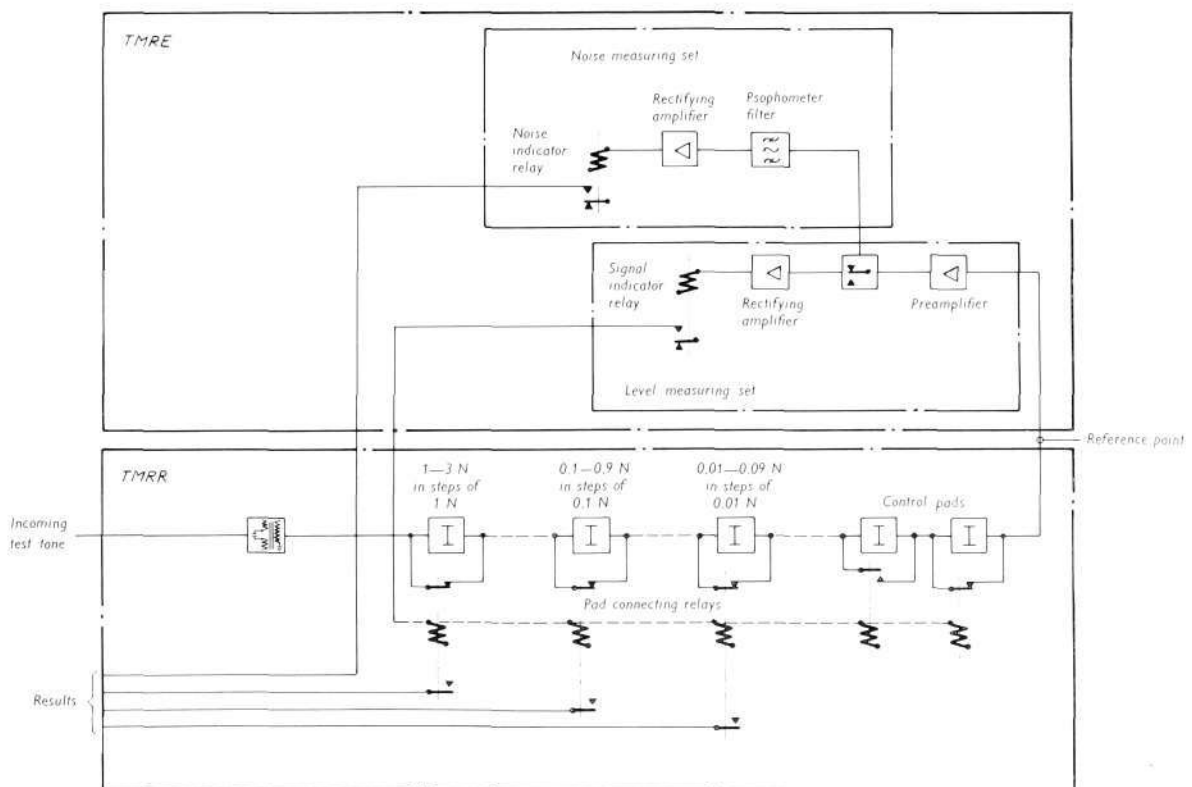 TMRE
Noise measuring set
Rectifying
amplifier
Psophometer
filter
Noise
indicator
relay
Signal
indicator
relay
Rectifying
amplifier
Preamplifier
Level measuring set
Reference point
TMRR
1—3 N
in steps of
1 N
0.1—0.9 N
in steps of
0.1 N
0.01—0.09 N
in steps of
0.01 N
Control pads
Incoming
test tone
Pad connecting relays
Results